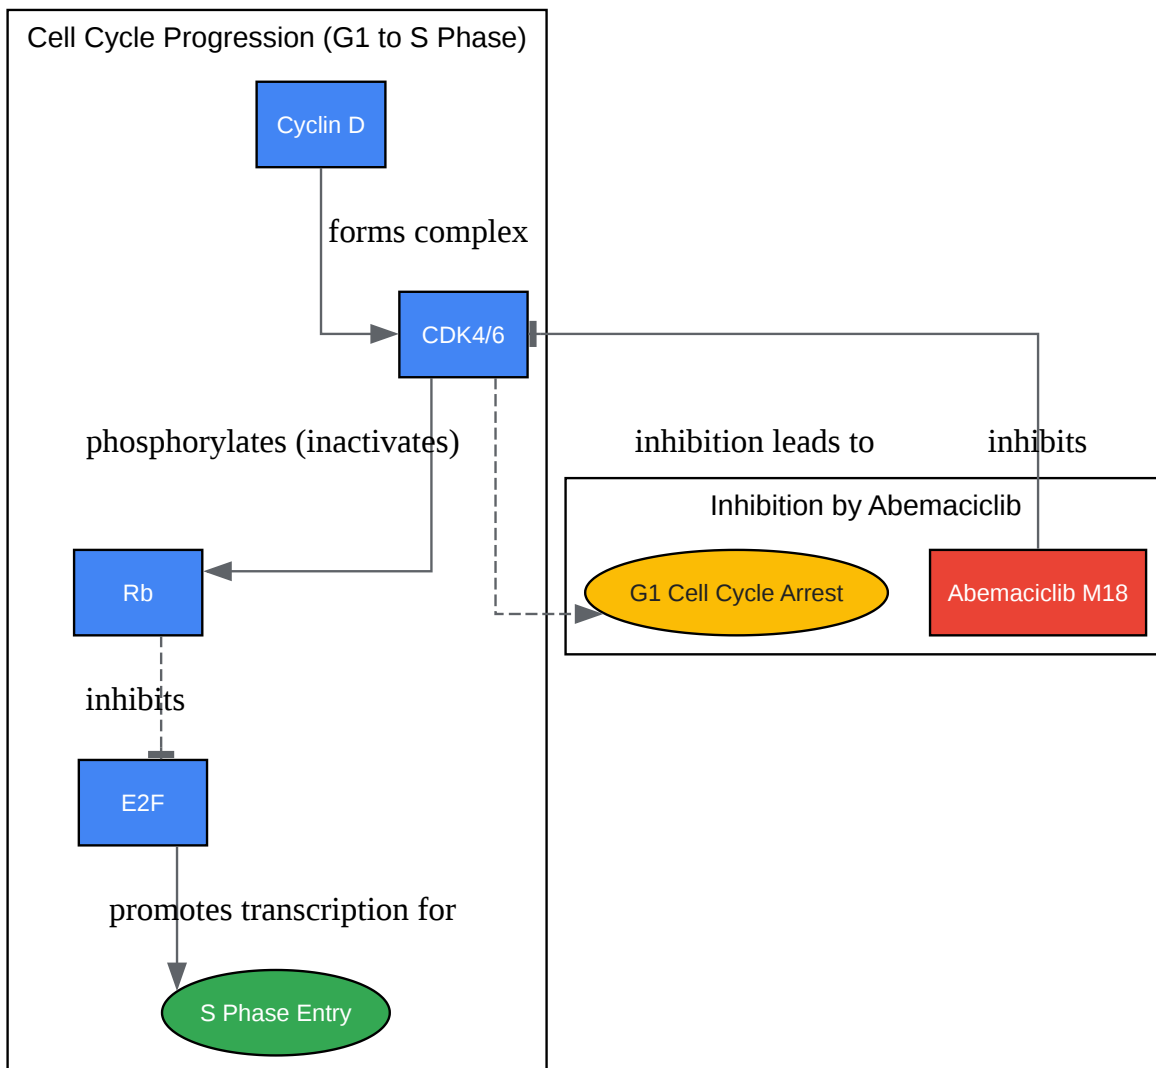 Cell Cycle Progression (G1 to S Phase)
Cyclin D
forms complex
CDK4/6
phosphorylates (inactivates)
inhibition leads to
inhibits
Inhibition by Abemaciclib
Rb
G1 Cell Cycle Arrest
Abemaciclib M18
inhibits
E2F
promotes transcription for
S Phase Entry